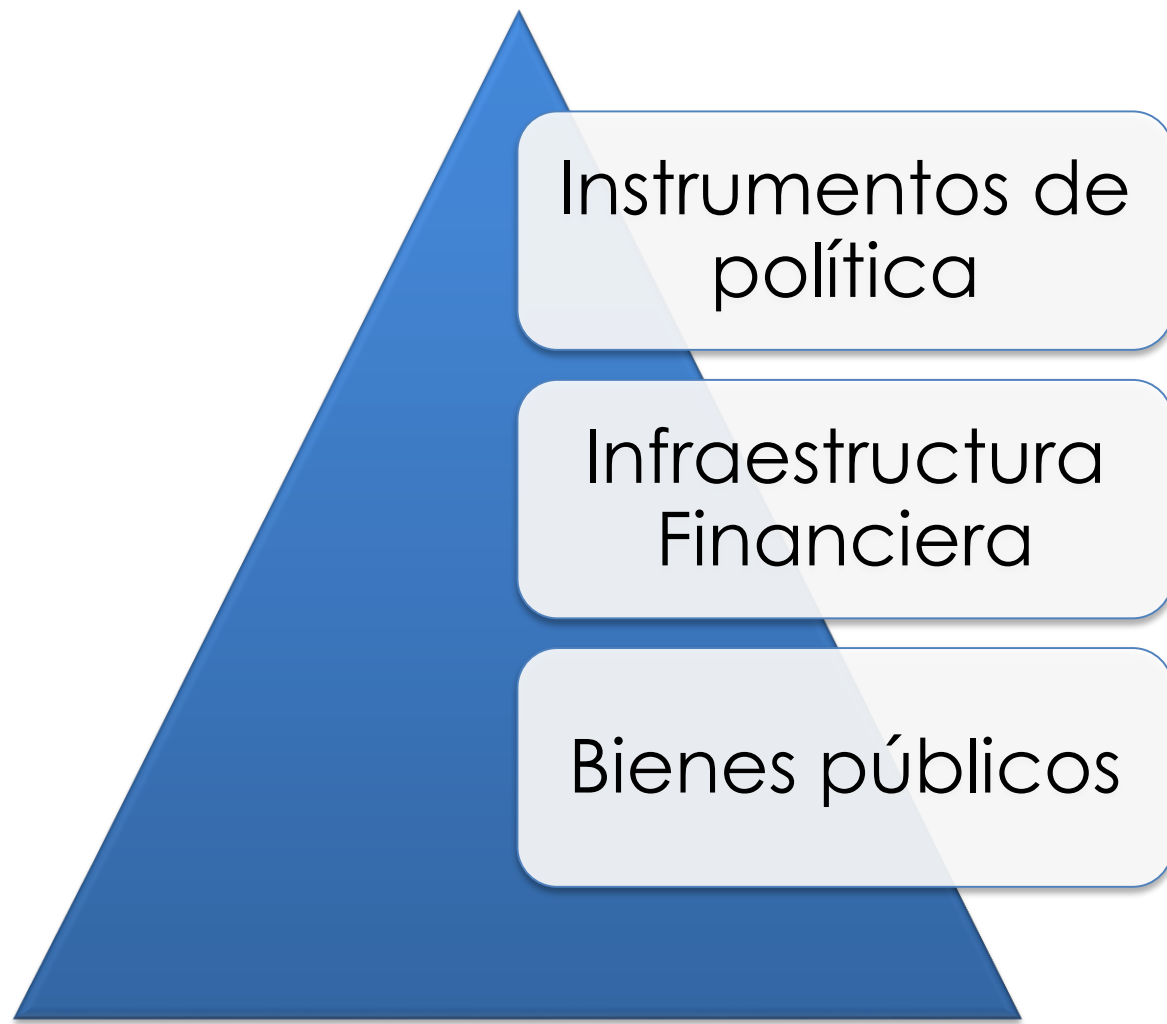 Instrumentos de
política
Infraestructura
Financiera
Bienes públicos